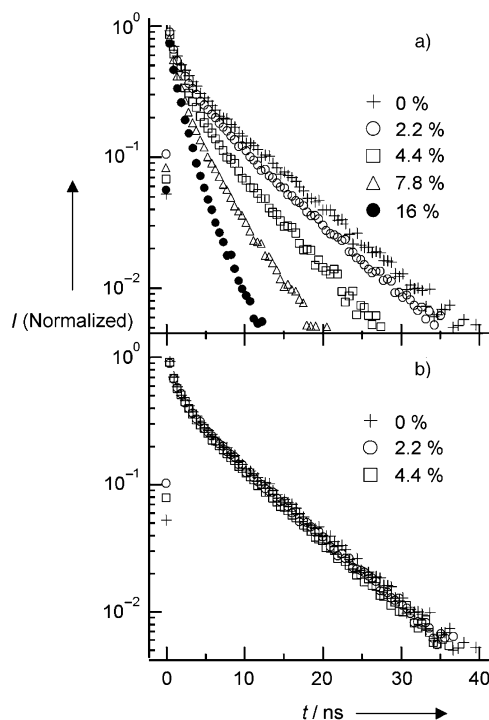 a)
10⁰
+ 0 %
○ 2.2 %
□ 4.4 %
△ 7.8 %
● 16 %
10⁻¹
10⁻²
I (Normalized)
b)
10⁰
+ 0 %
○ 2.2 %
□ 4.4 %
10⁻¹
10⁻²
0 10 20 30 40
t / ns